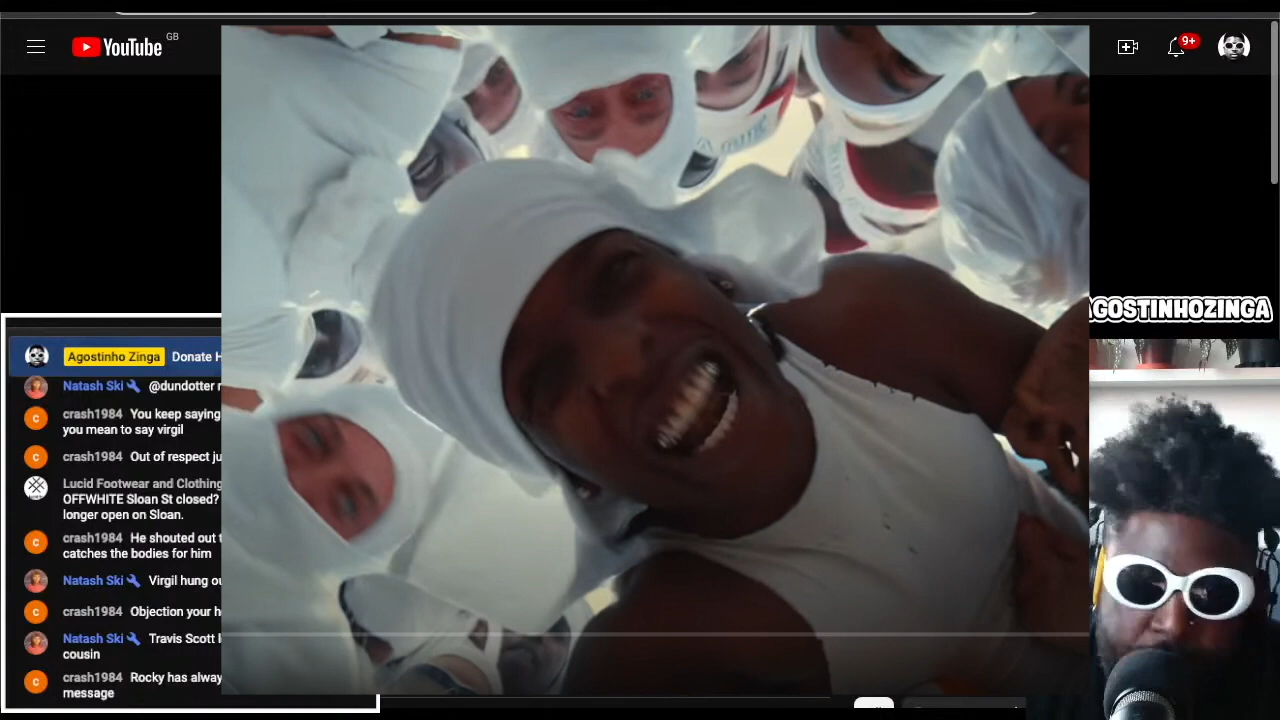 YouTube GB
9+
AGOSTINHOZINGA
Agostinho Zinga Donate H
Natash Ski @dundotter
crash1984 You keep saying
you mean to say virgil
crash1984 Out of respect ju
Lucid Footwear and Clothing
OFFWHITE Sloan St closed?
longer open on Sloan.
crash1984 He shouted out
catches the bodies for him
Natash Ski Virgil hung ou
crash1984 Objection your h
Natash Ski Travis Scott
cousin
crash1984 Rocky has alway
message